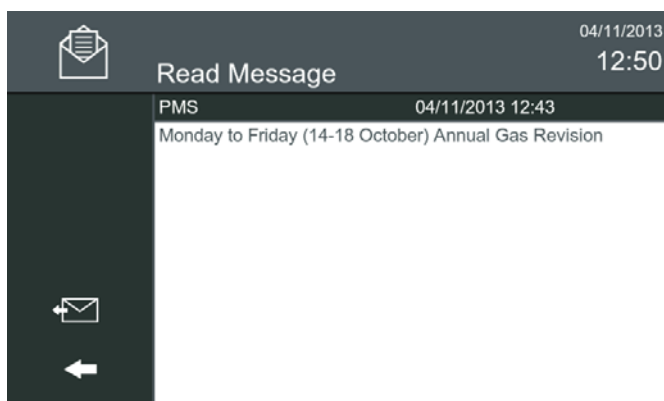 04/11/2013
12:50
Read Message
PMS 04/11/2013 12:43
Monday to Friday (14-18 October) Annual Gas Revision